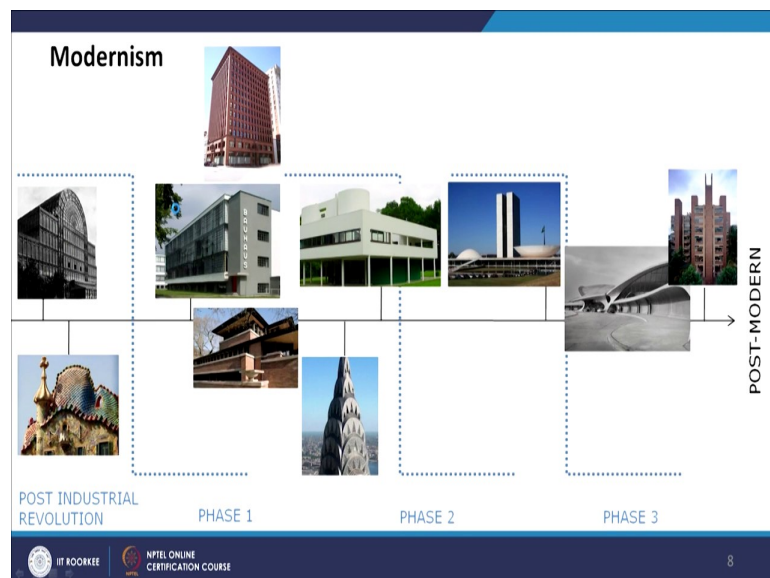 Modernism
BAUHAUS
POST-MODERN
POST INDUSTRIAL
REVOLUTION
PHASE 1
PHASE 2
PHASE 3
IIT ROORKEE
NPTEL ONLINE
CERTIFICATION COURSE
8